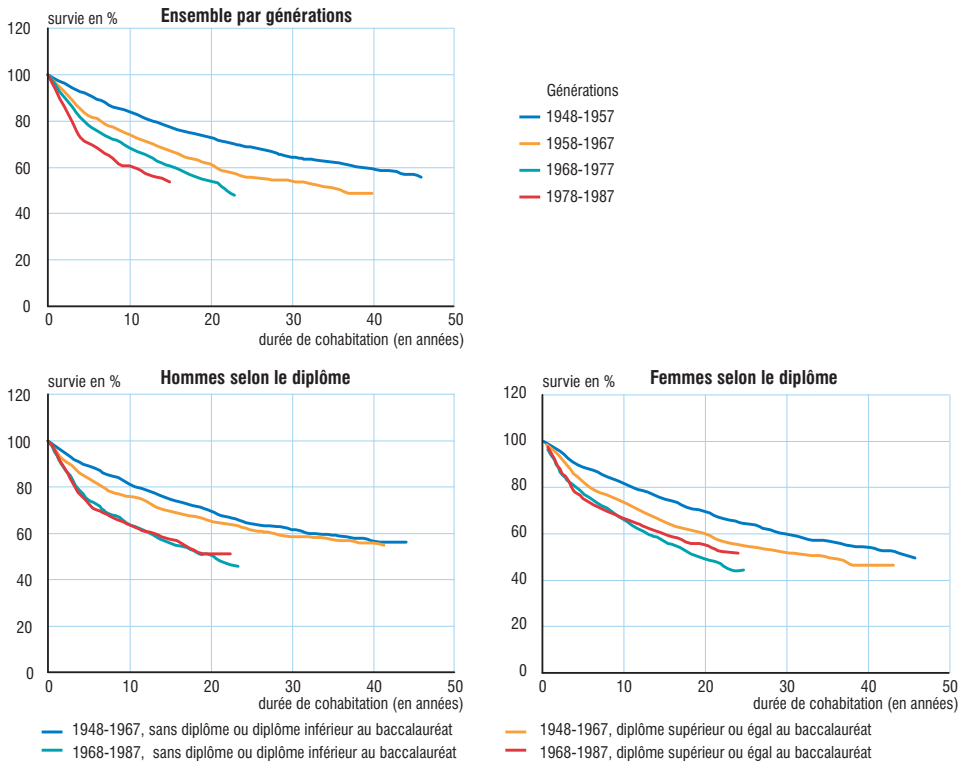 Ensemble par générations
survie en %
120
100
80
60
40
20
0
0 10 20 30 40 50
durée de cohabitation (en années)
Générations
1948-1957
1958-1967
1968-1977
1978-1987
Hommes selon le diplôme
survie en %
120
100
80
60
40
20
0
0 10 20 30 40 50
durée de cohabitation (en années)
Femmes selon le diplôme
survie en %
120
100
80
60
40
20
0
0 10 20 30 40 50
durée de cohabitation (en années)
1948-1967, sans diplôme ou diplôme inférieur au baccalauréat
1968-1987, sans diplôme ou diplôme inférieur au baccalauréat
1948-1967, diplôme supérieur ou égal au baccalauréat
1968-1987, diplôme supérieur ou égal au baccalauréat